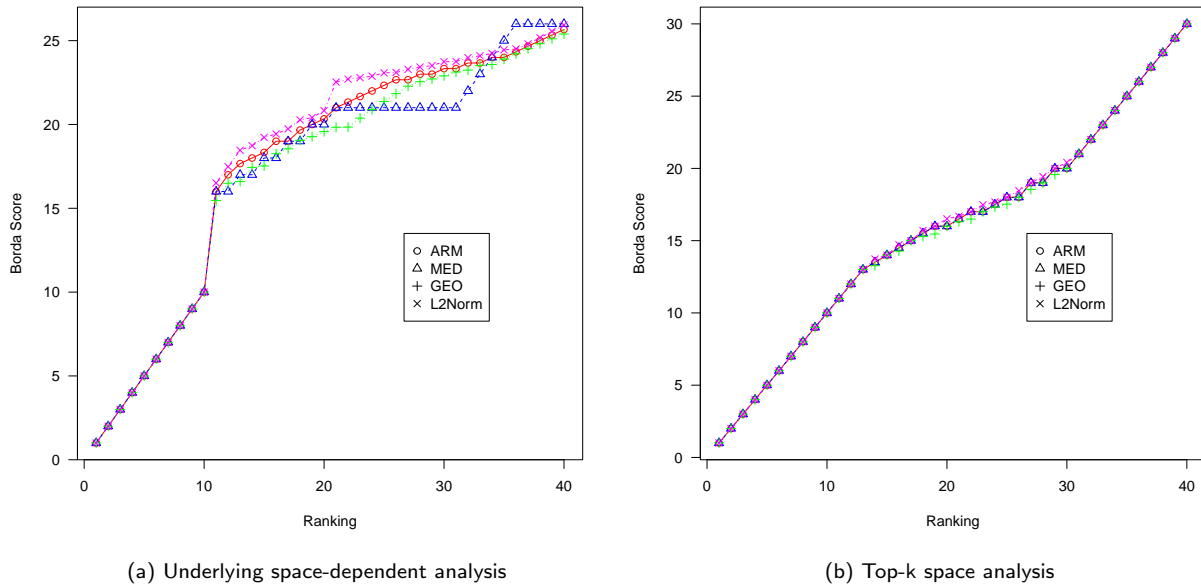 25
20
15
10
5
0
Borda Score
ARM
MED
GEO
L2Norm
0 10 20 30 40
Ranking
(a) Underlying space-dependent analysis
30
25
20
15
10
5
0
Borda Score
ARM
MED
GEO
L2Norm
0 10 20 30 40
Ranking
(b) Top-k space analysis